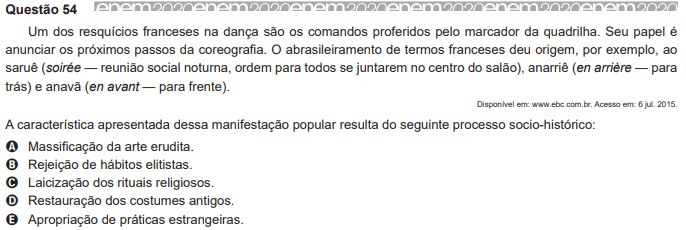 Questão 54 enem2020enem2020enem2020enem2020enem2020
Um dos resquícios franceses na dança são os comandos proferidos pelo marcador da quadrilha. Seu papel é
anunciar os próximos passos da coreografia. O abrasileiramento de termos franceses deu origem, por exemplo, ao
saruê (soirée — reunião social noturna, ordem para todos se juntarem no centro do salão), anarriê (en arrière — para
trás) e anavã (en avant — para frente).
Disponível em: www.ebc.com.br. Acesso em: 6 jul. 2015.
A característica apresentada dessa manifestação popular resulta do seguinte processo socio-histórico:
A Massificação da arte erudita.
B Rejeição de hábitos elitistas.
C Laicização dos rituais religiosos.
D Restauração dos costumes antigos.
E Apropriação de práticas estrangeiras.